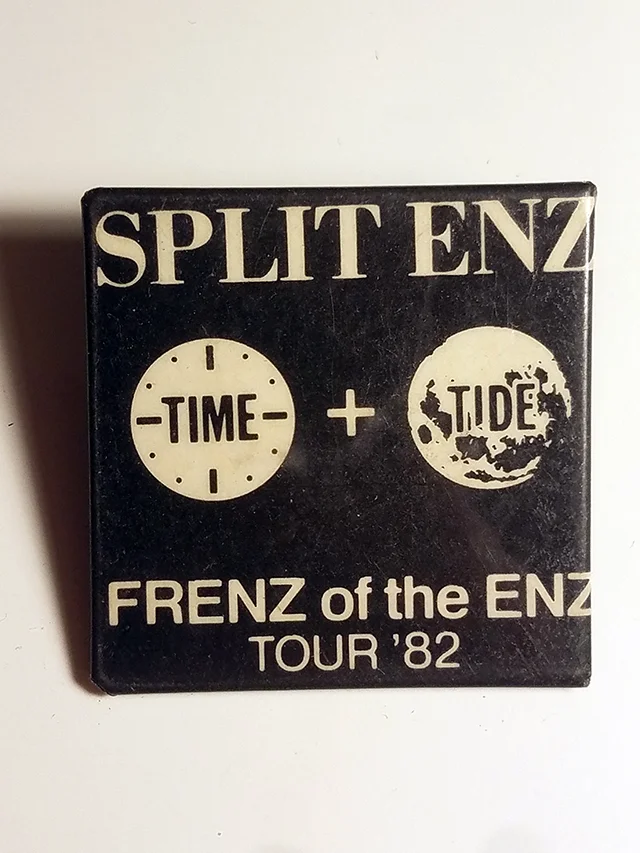 SPLIT ENZ
TIME + TIDE
FRENZ of the ENZ
TOUR '82